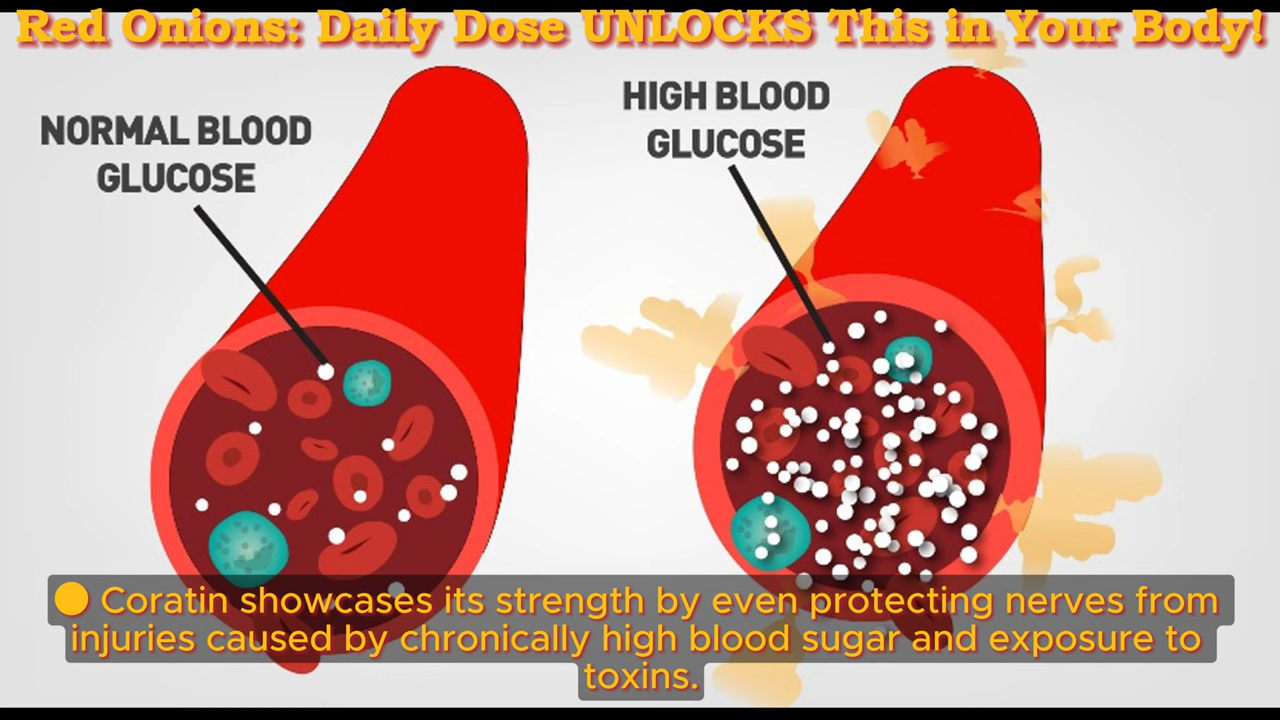 Red Onions: Daily Dose UNLOCKS This in Your Body!
NORMAL BLOOD
GLUCOSE
HIGH BLOOD
GLUCOSE
Coratin showcases its strength by even protecting nerves from
injuries caused by chronically high blood sugar and exposure to
toxins.